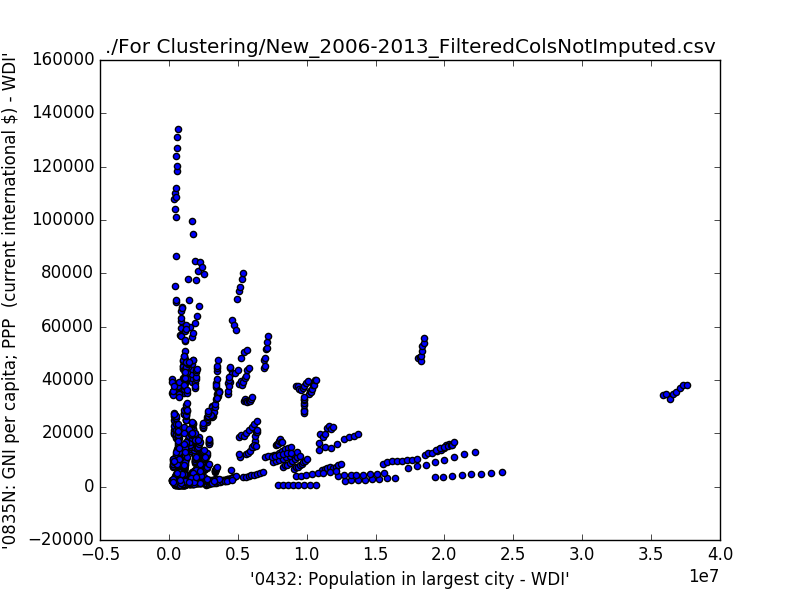 ./For Clustering/New_2006-2013_FilteredColsNotImputed.csv
'0835N: GNI per capita; PPP  (current international $) - WDI'
160000
140000
120000
100000
80000
60000
40000
20000
0
−20000
−0.5 0.0 0.5 1.0 1.5 2.0 2.5 3.0 3.5 4.0
1e7
'0432: Population in largest city - WDI'